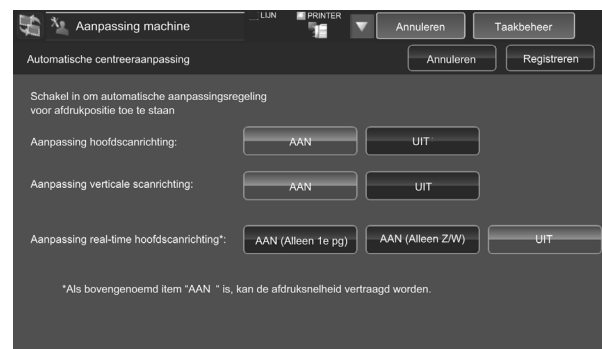 Aanpassing machine LIJN PRINTER Annuleren Taakbeheer
Automatische centreeraanpassing Annuleren Registreren
Schakel in om automatische aanpassingsregeling
voor afdrukpositie toe te staan
Aanpassing hoofdscanrichting: AAN UIT
Aanpassing verticale scanrichting: AAN UIT
Aanpassing real-time hoofdscanrichting*: AAN (Alleen 1e pg) AAN (Alleen Z/W) UIT
*Als bovengenoemd item "AAN " is, kan de afdruksnelheid vertraagd worden.